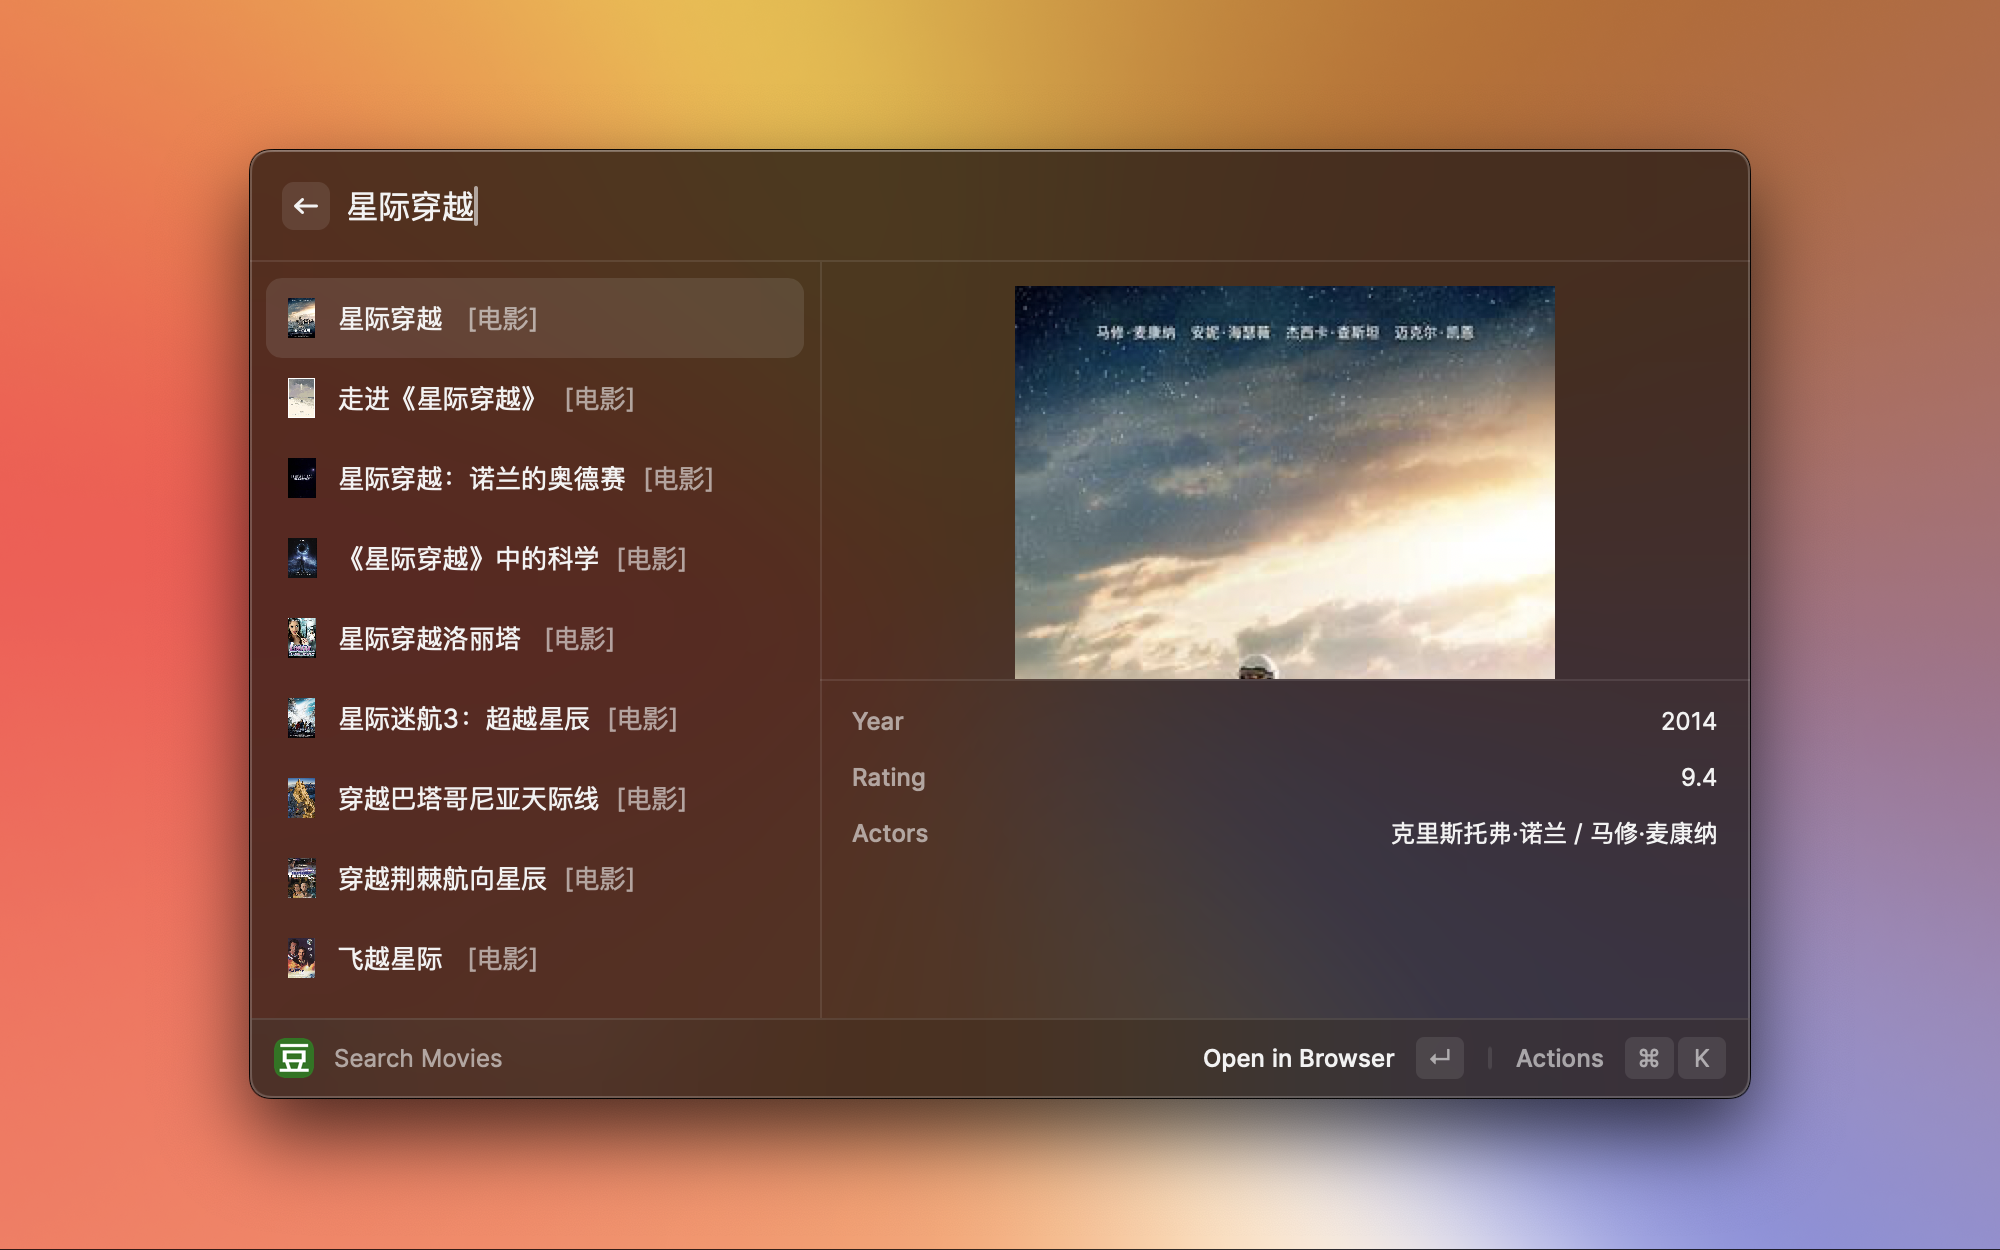 星际穿越
星际穿越 [电影]
走进《星际穿越》 [电影]
星际穿越：诺兰的奥德赛 [电影]
《星际穿越》中的科学 [电影]
星际穿越洛丽塔 [电影]
星际迷航3：超越星辰 [电影]
穿越巴塔哥尼亚天际线 [电影]
穿越荆棘航向星辰 [电影]
飞越星际 [电影]
马修·麦康纳 安妮·海瑟薇 杰西卡·查斯坦 迈克尔·凯恩
Year 2014
Rating 9.4
Actors 克里斯托弗·诺兰 / 马修·麦康纳
豆 Search Movies
Open in Browser ↵ | Actions ⌘ K